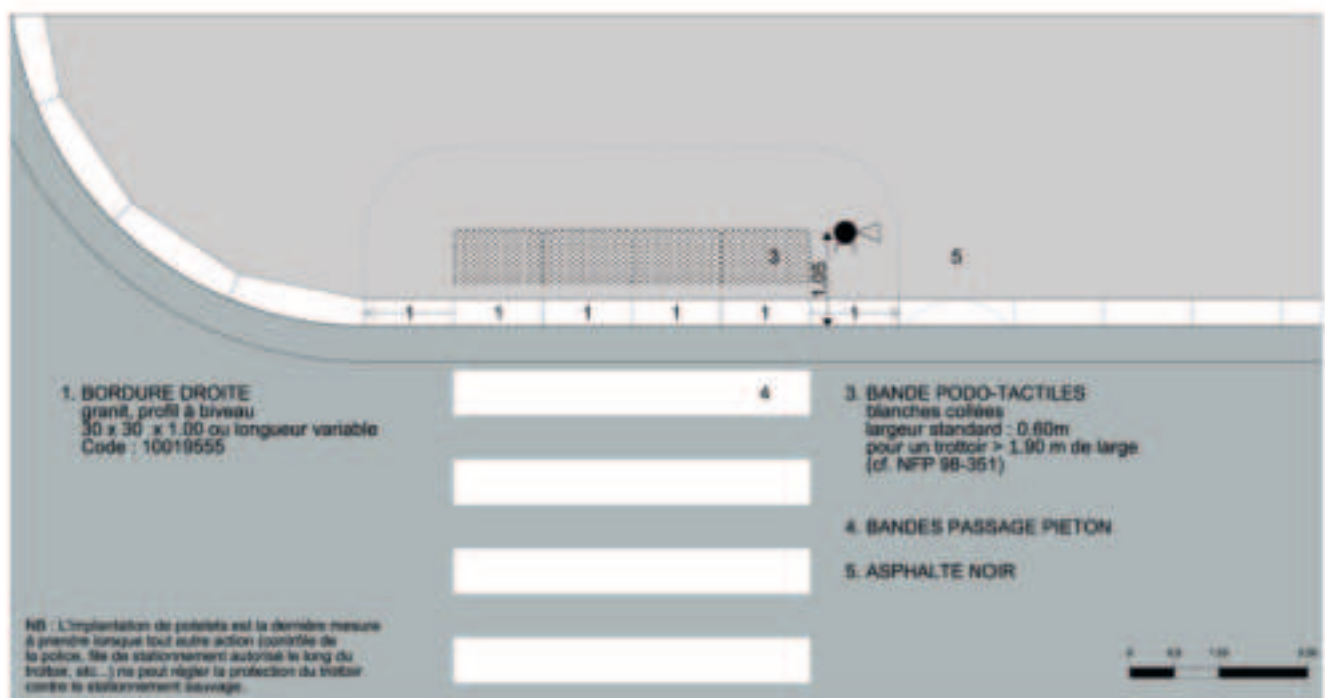 3
5
1.05
1 1 1 1 1 1
1. BORDURE DROITE
granit, profil à biveau
30 x 30 x 1.00 ou longueur variable
Code : 10019555
4
3. BANDE PODO-TACTILES
blanches collées
largeur standard : 0.60m
pour un trottoir > 1.90 m de large
(cf. NFP 98-351)
4. BANDES PASSAGE PIETON
5. ASPHALTE NOIR
NB : L'implantation de potelets est la dernière mesure
à prendre lorsque tout autre action (contrôle de
la police, file de stationnement autorisé le long du
trottoir, etc...) ne peut régler la protection du trottoir
contre le stationnement sauvage.
0